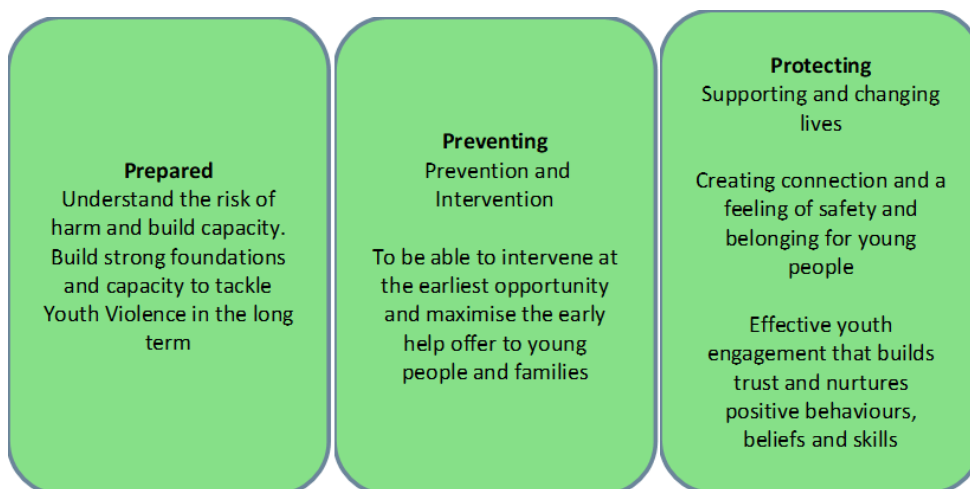 Prepared
Understand the risk of
harm and build capacity.
Build strong foundations
and capacity to tackle
Youth Violence in the long
term
Preventing
Prevention and
Intervention
To be able to intervene at
the earliest opportunity
and maximise the early
help offer to young
people and families
Protecting
Supporting and changing
lives
Creating connection and a
feeling of safety and
belonging for young
people
Effective youth
engagement that builds
trust and nurtures
positive behaviours,
beliefs and skills